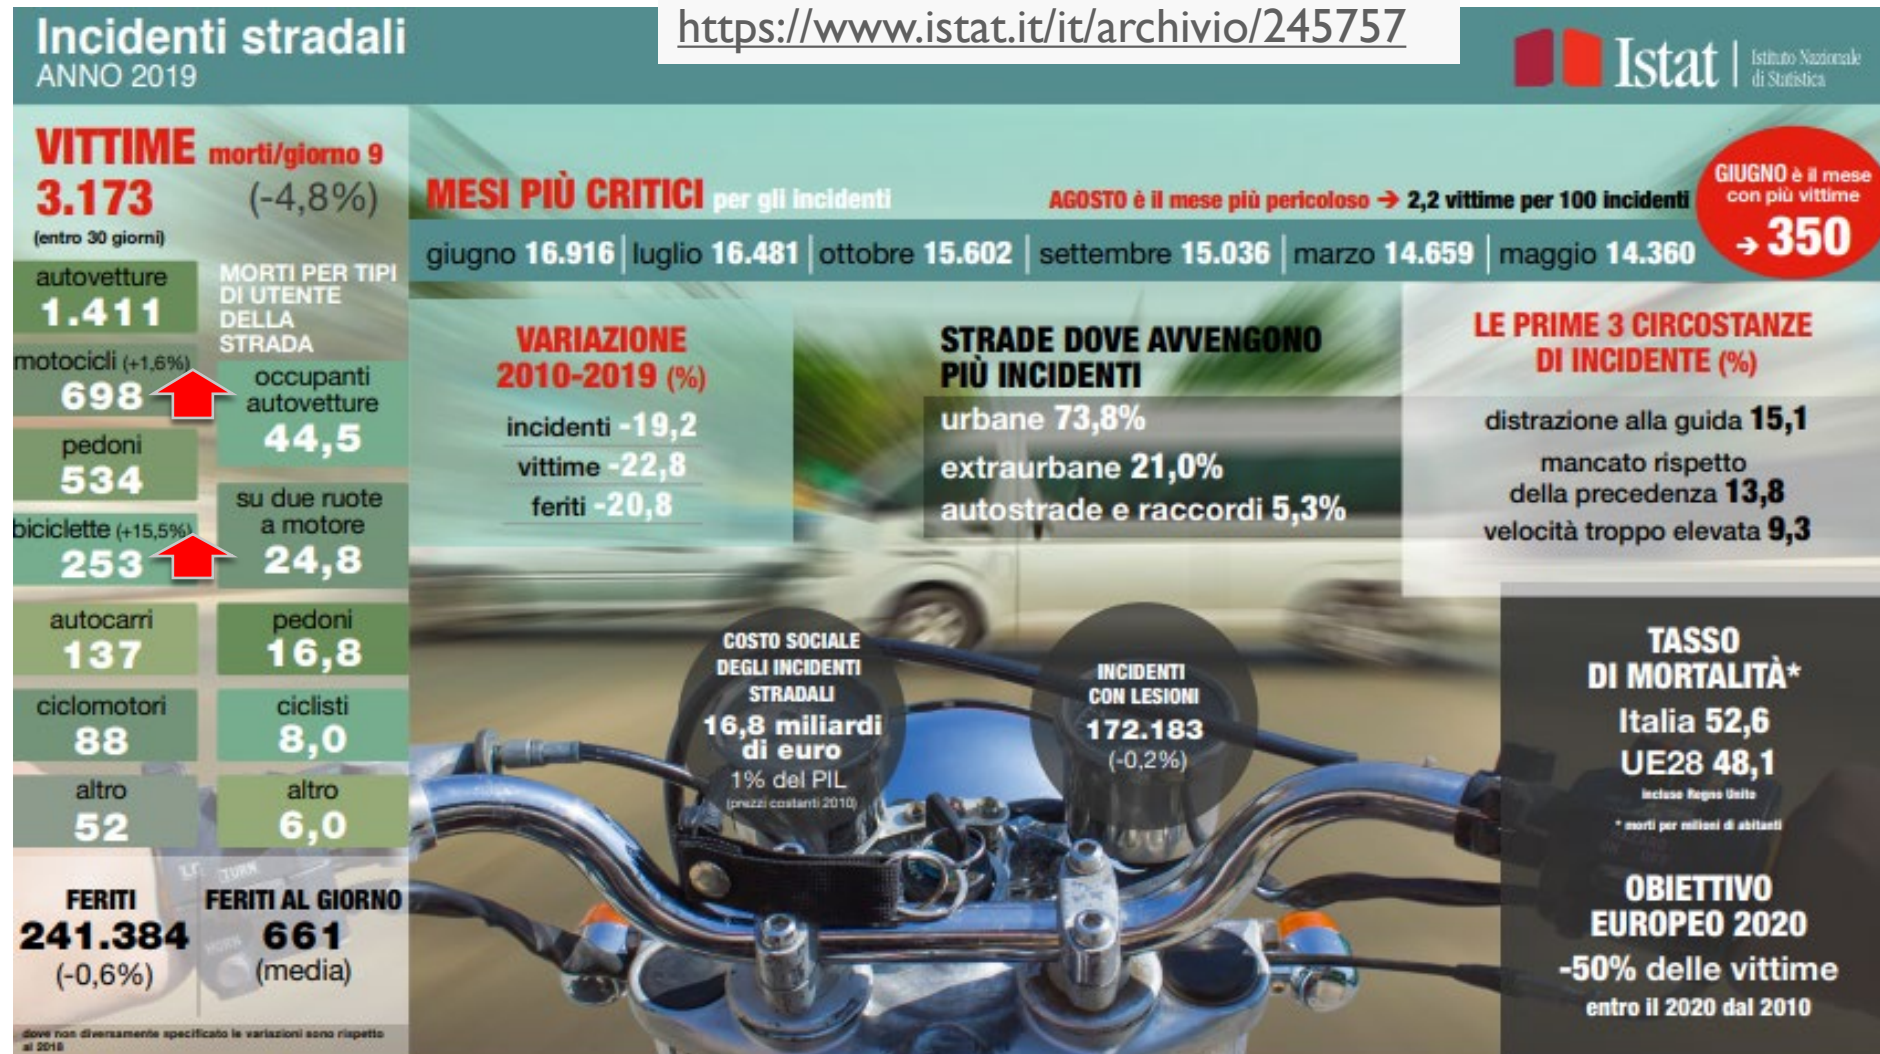 https://www.istat.it/it/archivio/245757
Incidenti stradali
ANNO 2019
Istat
Istituto Nazionale
di Statistica
VITTIME morti/giorno 9
3.173 (-4,8%)
(entro 30 giorni)
autovetture
1.411
motocicli (+1,6%)
698
pedoni
534
biciclette (+15,5%)
253
autocarri
137
ciclomotori
88
altro
52
MORTI PER TIPI
DI UTENTE
DELLA
STRADA
occupanti
autovetture
44,5
su due ruote
a motore
24,8
pedoni
16,8
ciclisti
8,0
altro
6,0
FERITI
241.384
(-0,6%)
FERITI AL GIORNO
661
(media)
dove non diversamente specificato le variazioni sono rispetto
al 2018
MESI PIÙ CRITICI per gli incidenti
AGOSTO è il mese più pericoloso → 2,2 vittime per 100 incidenti
GIUGNO è il mese
con più vittime
→ 350
giugno 16.916 | luglio 16.481 | ottobre 15.602 | settembre 15.036 | marzo 14.659 | maggio 14.360
VARIAZIONE
2010-2019 (%)
incidenti -19,2
vittime -22,8
feriti -20,8
STRADE DOVE AVVENGONO
PIÙ INCIDENTI
urbane 73,8%
extraurbane 21,0%
autostrade e raccordi 5,3%
LE PRIME 3 CIRCOSTANZE
DI INCIDENTE (%)
distrazione alla guida 15,1
mancato rispetto
della precedenza 13,8
velocità troppo elevata 9,3
COSTO SOCIALE
DEGLI INCIDENTI
STRADALI
16,8 miliardi
di euro
1% del PIL
(prezzi costanti 2010)
INCIDENTI
CON LESIONI
172.183
(-0,2%)
TASSO
DI MORTALITÀ*
Italia 52,6
UE28 48,1
incluso Regno Unito
* morti per milioni di abitanti
OBIETTIVO
EUROPEO 2020
-50% delle vittime
entro il 2020 dal 2010
TURN